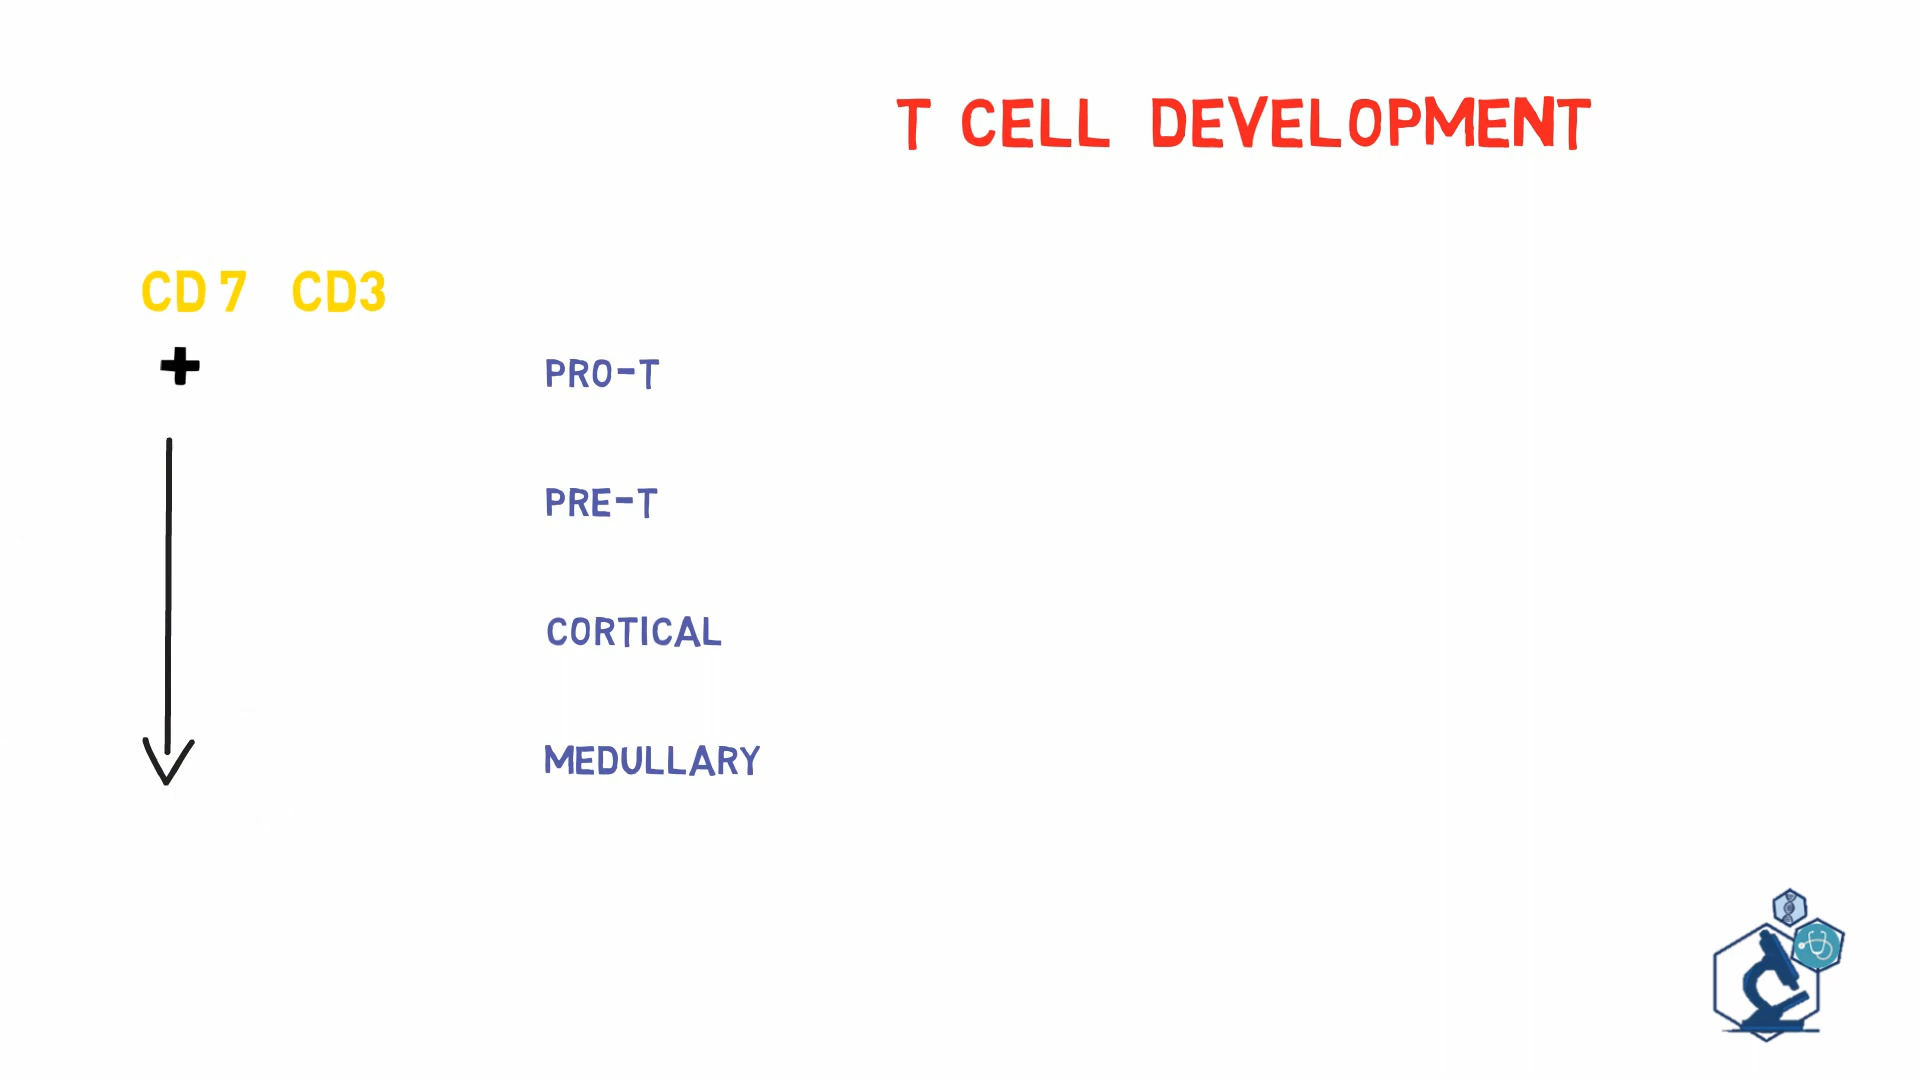 T CELL DEVELOPMENT
CD 7 CD3
+
PRO-T
PRE-T
CORTICAL
MEDULLARY